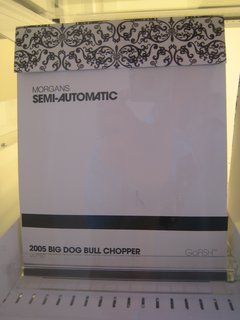 MORGANS
SEMI-AUTOMATIC
2005 BIG DOG BULL CHOPPER